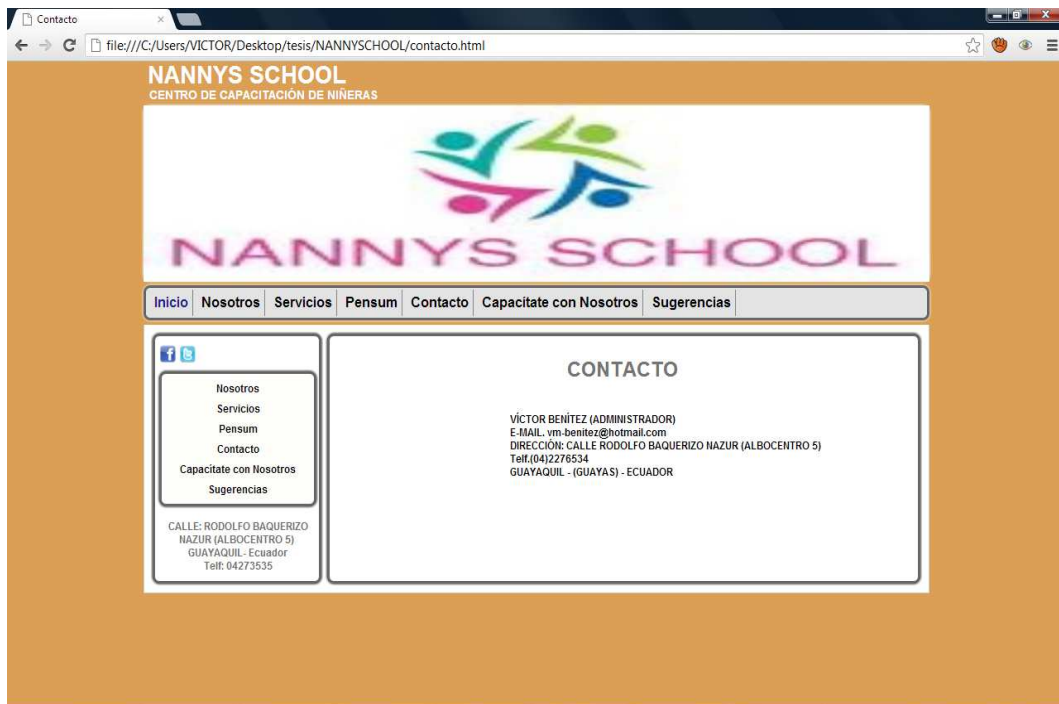 Contacto
file:///C:/Users/VICTOR/Desktop/tesis/NANNYSCHOOL/contacto.html
NANNYS SCHOOL
CENTRO DE CAPACITACIÓN DE NIÑERAS
NANNYS SCHOOL
Inicio Nosotros Servicios Pensum Contacto Capacitate con Nosotros Sugerencias
Nosotros
Servicios
Pensum
Contacto
Capacitate con Nosotros
Sugerencias
CALLE: RODOLFO BAQUERIZO
NAZUR (ALBOCENTRO 5)
GUAYAQUIL- Ecuador
Telf: 04273535
CONTACTO
VÍCTOR BENÍTEZ (ADMINISTRADOR)
E-MAIL. vm-benitez@hotmail.com
DIRECCIÓN: CALLE RODOLFO BAQUERIZO NAZUR (ALBOCENTRO 5)
Telf.(04)2276534
GUAYAQUIL - (GUAYAS) - ECUADOR